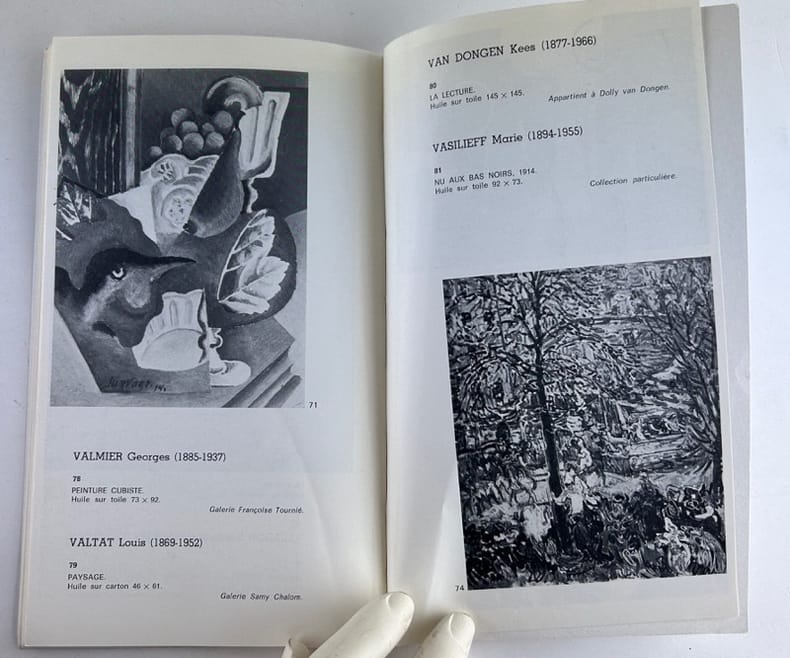 Survage. 14.
71
VALMIER Georges (1885-1937)
78
PEINTURE CUBISTE.
Huile sur toile 73 × 92.
Galerie Françoise Tournié.
VALTAT Louis (1869-1952)
79
PAYSAGE.
Huile sur carton 46 × 61.
Galerie Samy Chalom.
VAN DONGEN Kees (1877-1966)
80
LA LECTURE.
Huile sur toile 145 × 145.
Appartient à Dolly van Dongen.
VASILIEFF Marie (1894-1955)
81
NU AUX BAS NOIRS, 1914.
Huile sur toile 92 × 73.
Collection particulière.
74